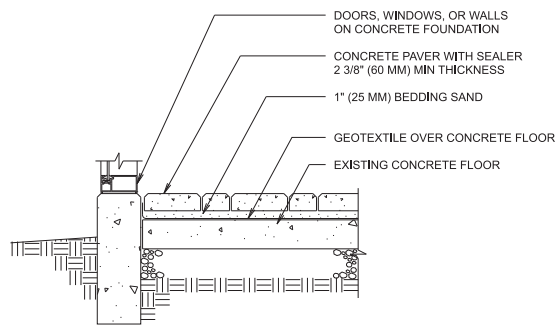 DOORS, WINDOWS, OR WALLS
ON CONCRETE FOUNDATION
CONCRETE PAVER WITH SEALER
2 3/8" (60 MM) MIN THICKNESS
1" (25 MM) BEDDING SAND
GEOTEXTILE OVER CONCRETE FLOOR
EXISTING CONCRETE FLOOR